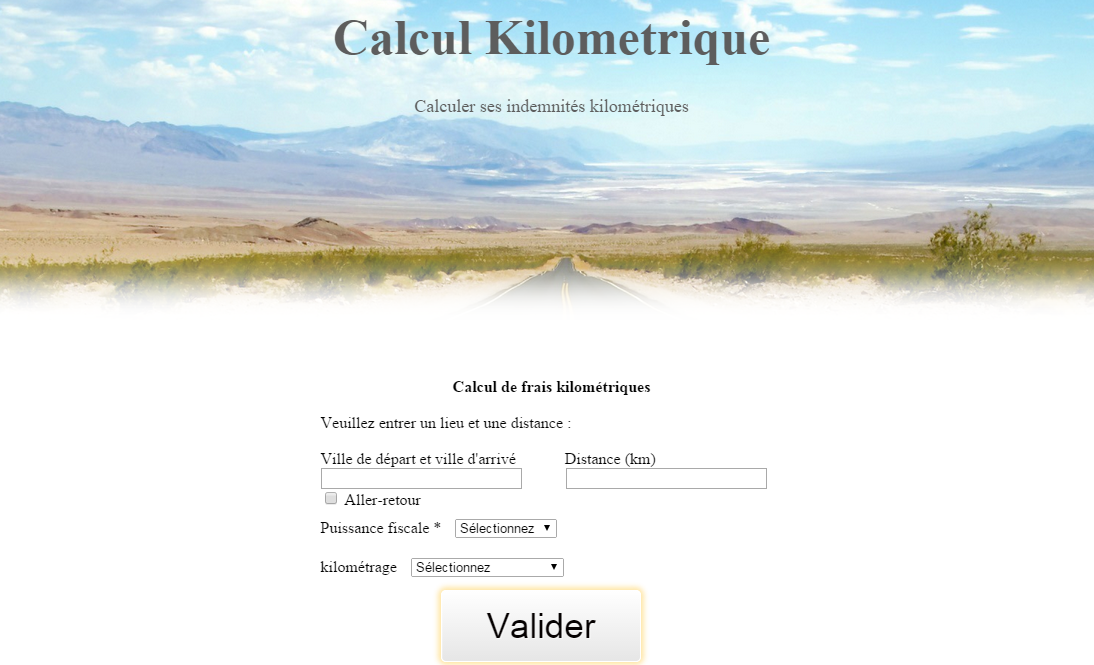 Calcul Kilometrique
Calculer ses indemnités kilométriques
Calcul de frais kilométriques
Veuillez entrer un lieu et une distance :
Ville de départ et ville d'arrivé Distance (km)
Aller-retour
Puissance fiscale * Sélectionnez
kilométrage Sélectionnez
Valider